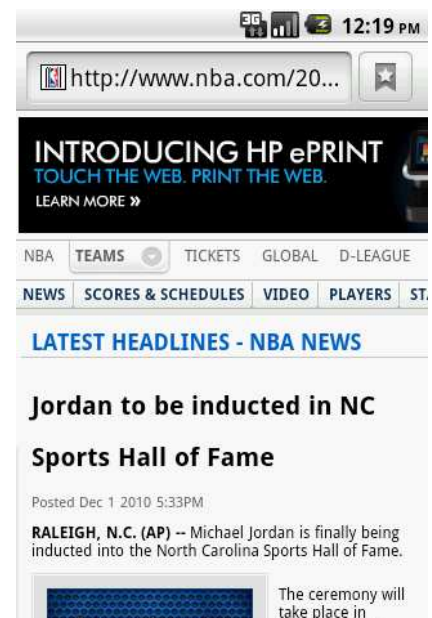 3G 12:19 PM
http://www.nba.com/20...
INTRODUCING HP ePRINT
TOUCH THE WEB. PRINT THE WEB.
LEARN MORE »
NBA TEAMS TICKETS GLOBAL D-LEAGUE
NEWS SCORES & SCHEDULES VIDEO PLAYERS
LATEST HEADLINES - NBA NEWS
Jordan to be inducted in NC
Sports Hall of Fame
Posted Dec 1 2010 5:33PM
RALEIGH, N.C. (AP) -- Michael Jordan is finally being
inducted into the North Carolina Sports Hall of Fame.
The ceremony will
take place in